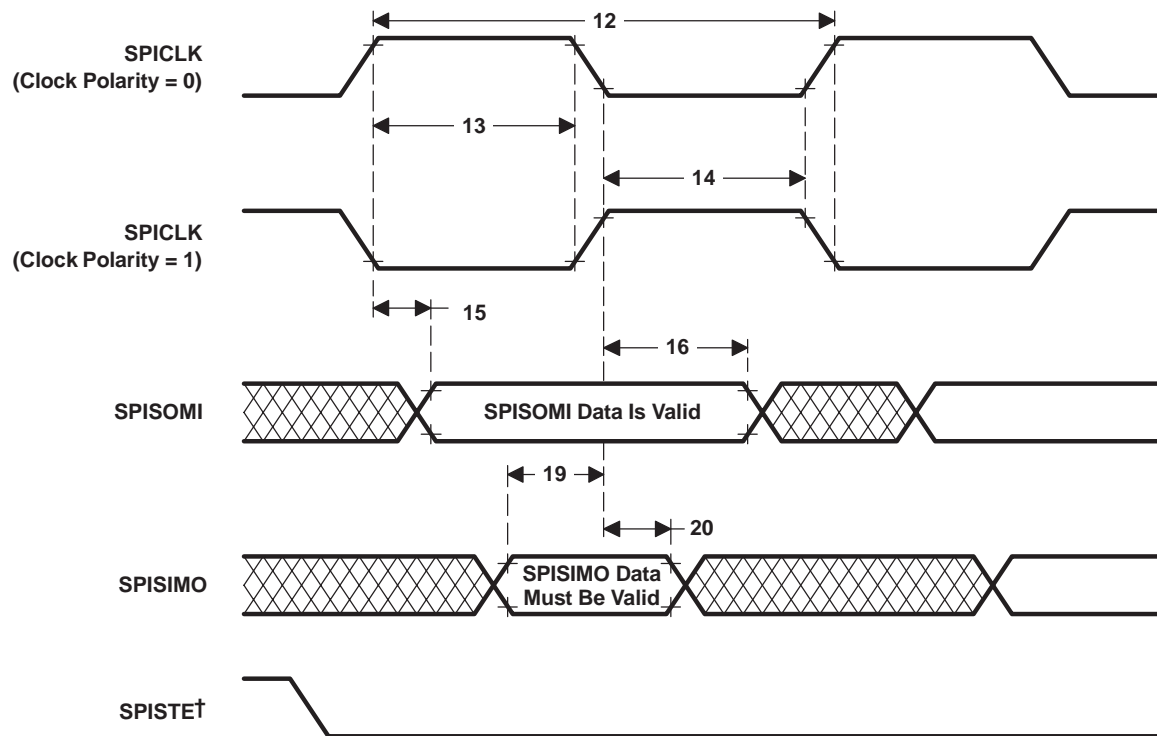 12
SPICLK
(Clock Polarity = 0)
13
14
SPICLK
(Clock Polarity = 1)
15
16
SPISOMI
SPISOMI Data Is Valid
19
20
SPISIMO
SPISIMO Data
Must Be Valid
SPISTE†